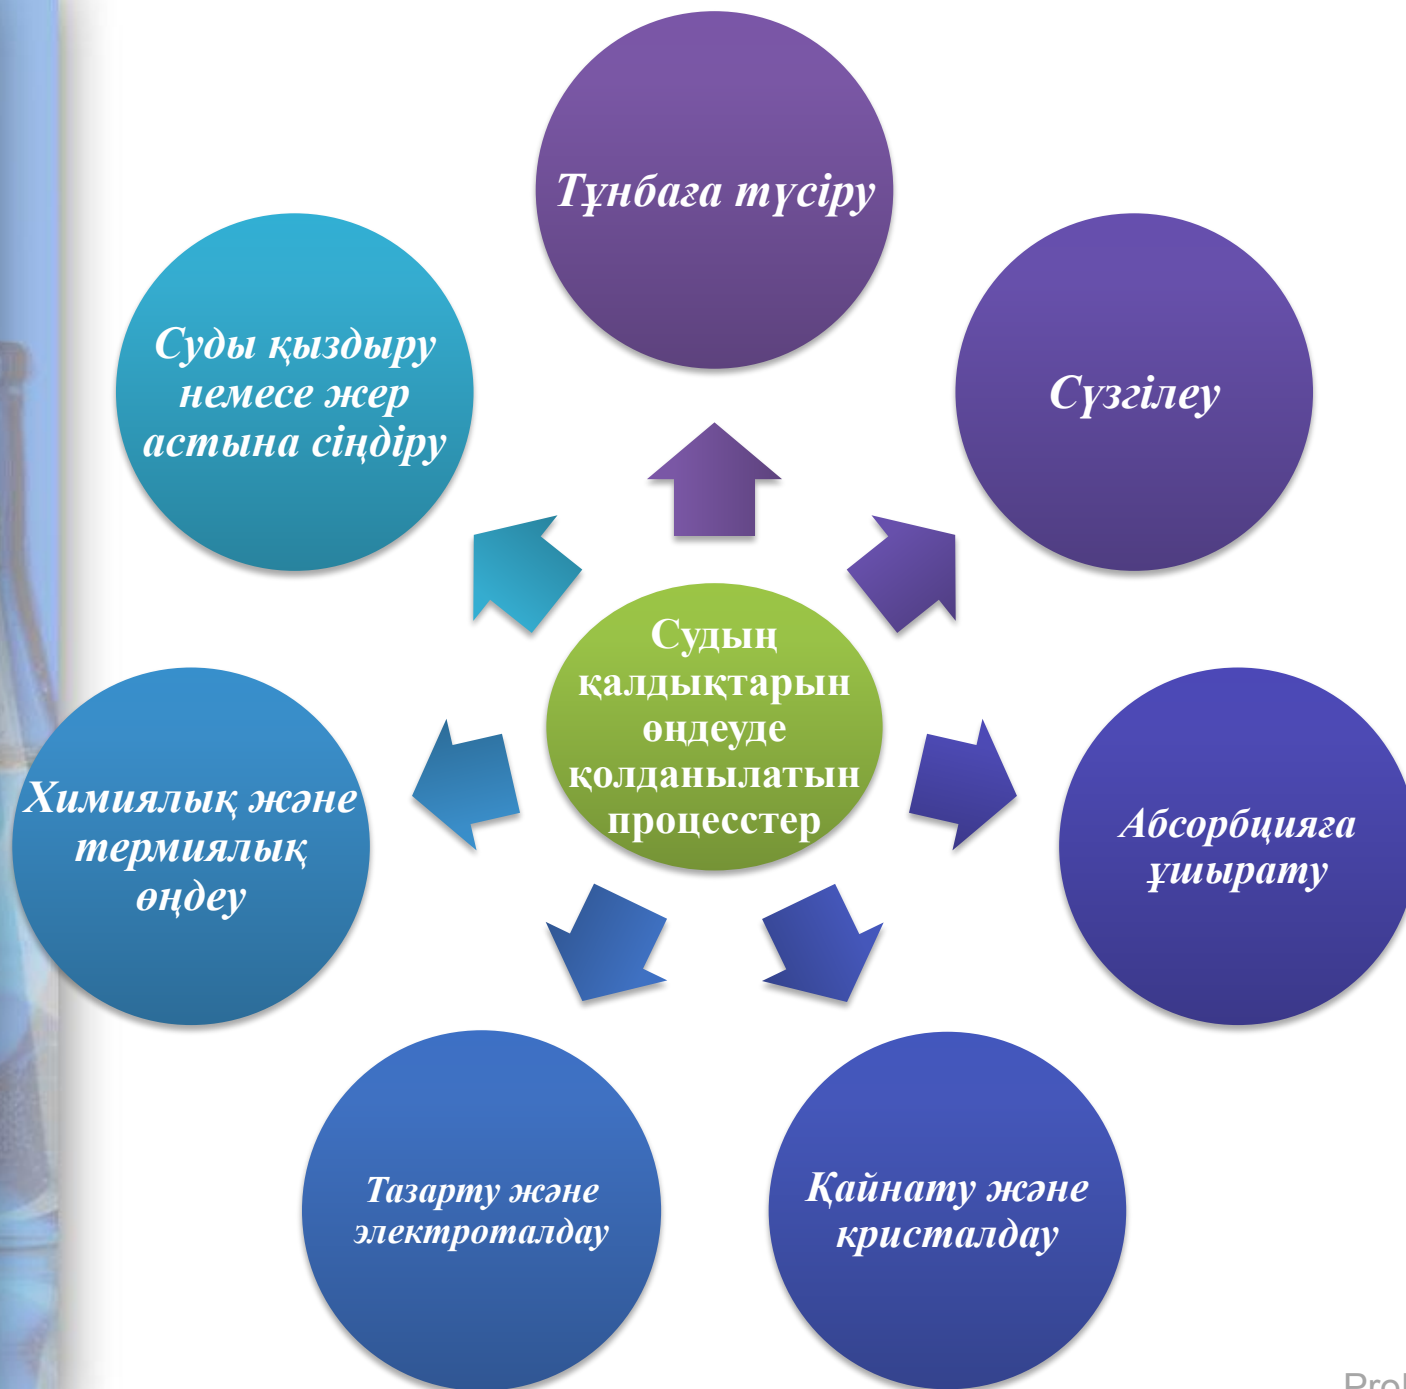 Тұнбаға түсіру
Сүзгілеу
Абсорбцияға
ұшырату
Қайнату және
кристалдау
Тазарту және
электроталдау
Химиялық және
термиялық
өңдеу
Суды қыздыру
немесе жер
астына сіңдіру
Судың
қалдықтарын
өңдеуде
қолданылатын
процесстер